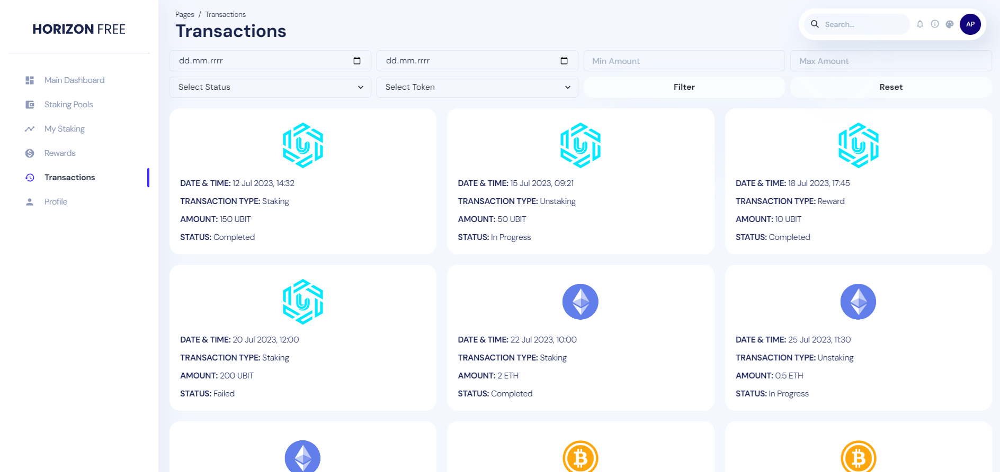 HORIZON FREE
Main Dashboard
Staking Pools
My Staking
Rewards
Transactions
Profile
Pages / Transactions
Transactions
Search...
AP
dd.mm.rrrr
dd.mm.rrrr
Min Amount
Max Amount
Select Status
Select Token
Filter
Reset
DATE & TIME: 12 Jul 2023, 14:32
TRANSACTION TYPE: Staking
AMOUNT: 150 UBIT
STATUS: Completed
DATE & TIME: 15 Jul 2023, 09:21
TRANSACTION TYPE: Unstaking
AMOUNT: 50 UBIT
STATUS: In Progress
DATE & TIME: 18 Jul 2023, 17:45
TRANSACTION TYPE: Reward
AMOUNT: 10 UBIT
STATUS: Completed
DATE & TIME: 20 Jul 2023, 12:00
TRANSACTION TYPE: Staking
AMOUNT: 200 UBIT
STATUS: Failed
DATE & TIME: 22 Jul 2023, 10:00
TRANSACTION TYPE: Staking
AMOUNT: 2 ETH
STATUS: Completed
DATE & TIME: 25 Jul 2023, 11:30
TRANSACTION TYPE: Unstaking
AMOUNT: 0.5 ETH
STATUS: In Progress